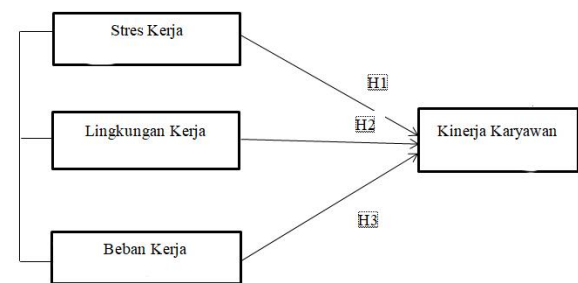 Stres Kerja
H1
Lingkungan Kerja
H2
Kinerja Karyawan
H3
Beban Kerja